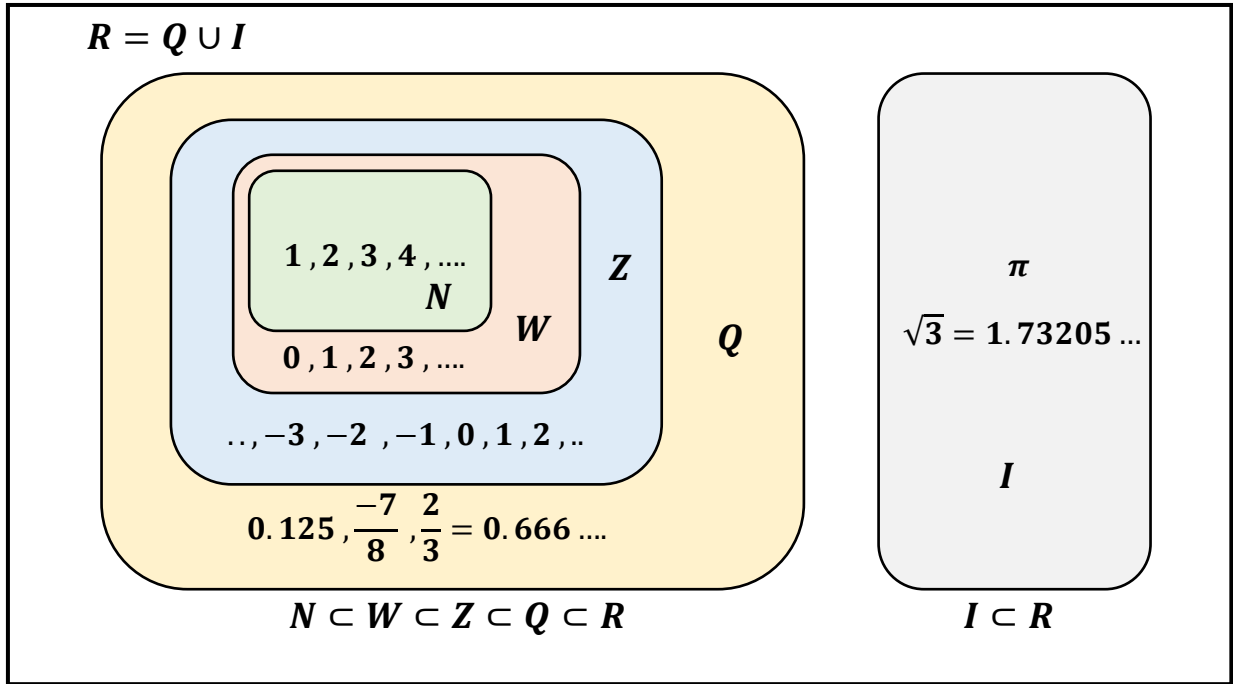 R = Q ∪ I
1 , 2 , 3 , 4 , ....
N
Z
W
Q
0 , 1 , 2 , 3 , ....
. . , −3 , −2 , −1 , 0 , 1 , 2 , ..
0. 125 , −7/8 , 2/3 = 0. 666 ....
N ⊂ W ⊂ Z ⊂ Q ⊂ R
π
√3 = 1. 73205 ...
I
I ⊂ R